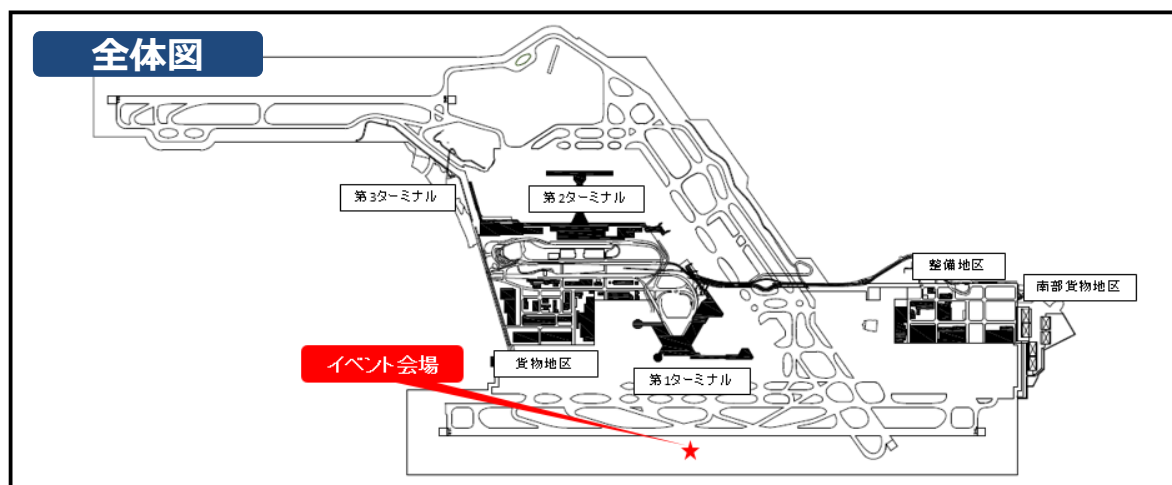 全体図
第3ターミナル
第2ターミナル
整備地区
南部貨物地区
イベント会場
貨物地区
第1ターミナル